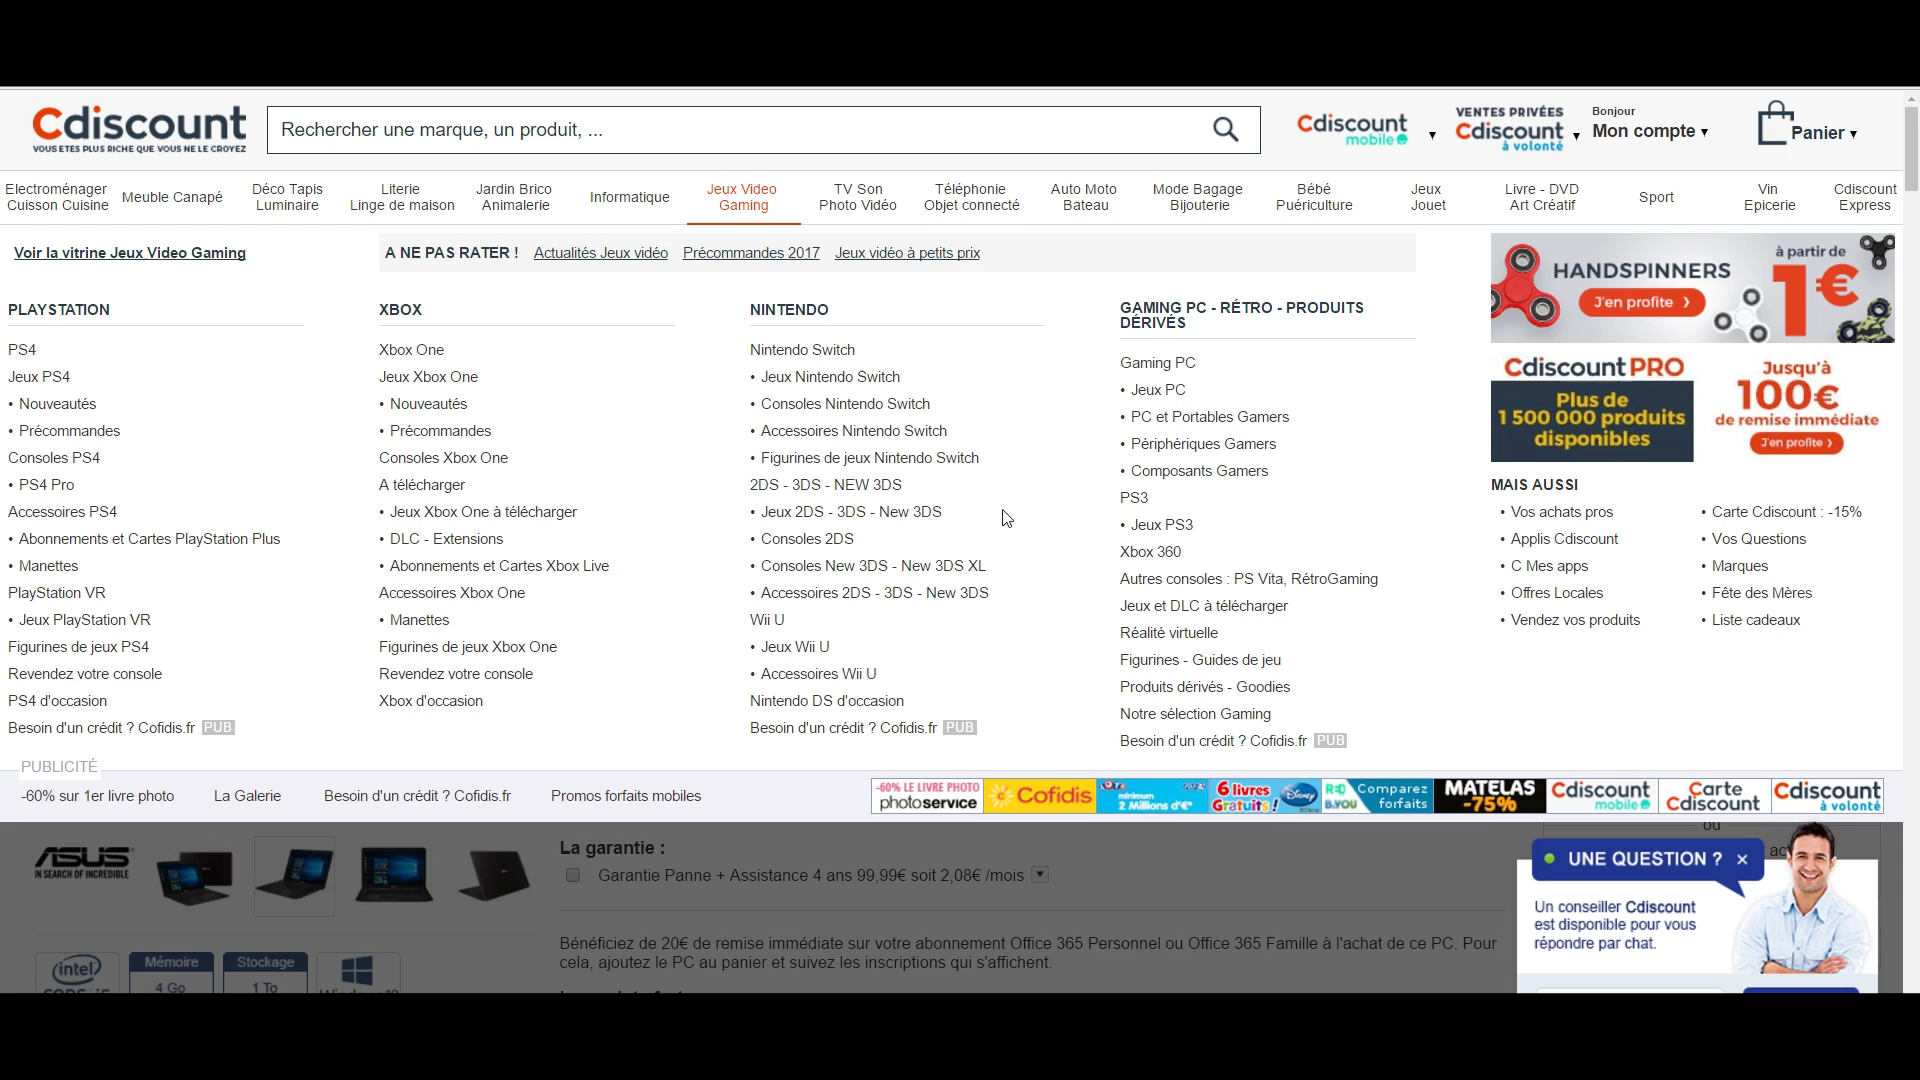 Cdiscount
VOUS ETES PLUS RICHE QUE VOUS NE LE CROYEZ
Rechercher une marque, un produit, ...
Cdiscount
mobile
VENTES PRIVÉES
Cdiscount
à volonté
Bonjour
Mon compte
Panier
Electroménager
Cuisson Cuisine
Meuble Canapé
Déco Tapis
Luminaire
Literie
Linge de maison
Jardin Brico
Animalerie
Informatique
Jeux Video
Gaming
TV Son
Photo Vidéo
Téléphonie
Objet connecté
Auto Moto
Bateau
Mode Bagage
Bijouterie
Bébé
Puériculture
Jeux
Jouet
Livre - DVD
Art Créatif
Sport
Vin
Epicerie
Cdiscount
Express
Voir la vitrine Jeux Video Gaming
A NE PAS RATER ! Actualités Jeux vidéo Précommandes 2017 Jeux vidéo à petits prix
PLAYSTATION
PS4
Jeux PS4
• Nouveautés
• Précommandes
Consoles PS4
• PS4 Pro
Accessoires PS4
• Abonnements et Cartes PlayStation Plus
• Manettes
PlayStation VR
• Jeux PlayStation VR
Figurines de jeux PS4
Revendez votre console
PS4 d'occasion
Besoin d'un crédit ? Cofidis.fr PUB
XBOX
Xbox One
Jeux Xbox One
• Nouveautés
• Précommandes
Consoles Xbox One
A télécharger
• Jeux Xbox One à télécharger
• DLC - Extensions
• Abonnements et Cartes Xbox Live
Accessoires Xbox One
• Manettes
Figurines de jeux Xbox One
Revendez votre console
Xbox d'occasion
NINTENDO
Nintendo Switch
• Jeux Nintendo Switch
• Consoles Nintendo Switch
• Accessoires Nintendo Switch
• Figurines de jeux Nintendo Switch
2DS - 3DS - NEW 3DS
• Jeux 2DS - 3DS - New 3DS
• Consoles 2DS
• Consoles New 3DS - New 3DS XL
• Accessoires 2DS - 3DS - New 3DS
Wii U
• Jeux Wii U
• Accessoires Wii U
Nintendo DS d'occasion
Besoin d'un crédit ? Cofidis.fr PUB
GAMING PC - RÉTRO - PRODUITS
DÉRIVÉS
Gaming PC
• Jeux PC
• PC et Portables Gamers
• Périphériques Gamers
• Composants Gamers
PS3
• Jeux PS3
Xbox 360
Autres consoles : PS Vita, RétroGaming
Jeux et DLC à télécharger
Réalité virtuelle
Figurines - Guides de jeu
Produits dérivés - Goodies
Notre sélection Gaming
Besoin d'un crédit ? Cofidis.fr PUB
HANDSPINNERS
J'en profite
à partir de
1€
Cdiscount PRO
Plus de
1 500 000 produits
disponibles
Jusqu'à
100€
de remise immédiate
J'en profite
MAIS AUSSI
• Vos achats pros
• Applis Cdiscount
• C Mes apps
• Offres Locales
• Vendez vos produits
• Carte Cdiscount : -15%
• Vos Questions
• Marques
• Fête des Mères
• Liste cadeaux
PUBLICITÉ
-60% sur 1er livre photo
La Galerie
Besoin d'un crédit ? Cofidis.fr
Promos forfaits mobiles
-60% LE LIVRE PHOTO
photoservice
Cofidis
minimum
2 Millions d'€*
6 livres
Gratuits !
Disney
B.YOU
Comparez
forfaits
MATELAS
-75%
Cdiscount
mobile
Carte
Cdiscount
Cdiscount
à volonté
ASUS
IN SEARCH OF INCREDIBLE
La garantie :
Garantie Panne + Assistance 4 ans 99,99€ soit 2,08€ /mois
Bénéficiez de 20€ de remise immédiate sur votre abonnement Office 365 Personnel ou Office 365 Famille à l'achat de ce PC. Pour
cela, ajoutez le PC au panier et suivez les inscriptions qui s'affichent.
intel
Mémoire
4 Go
Stockage
1 To
ou
UNE QUESTION ?
Un conseiller Cdiscount
est disponible pour vous
répondre par chat.